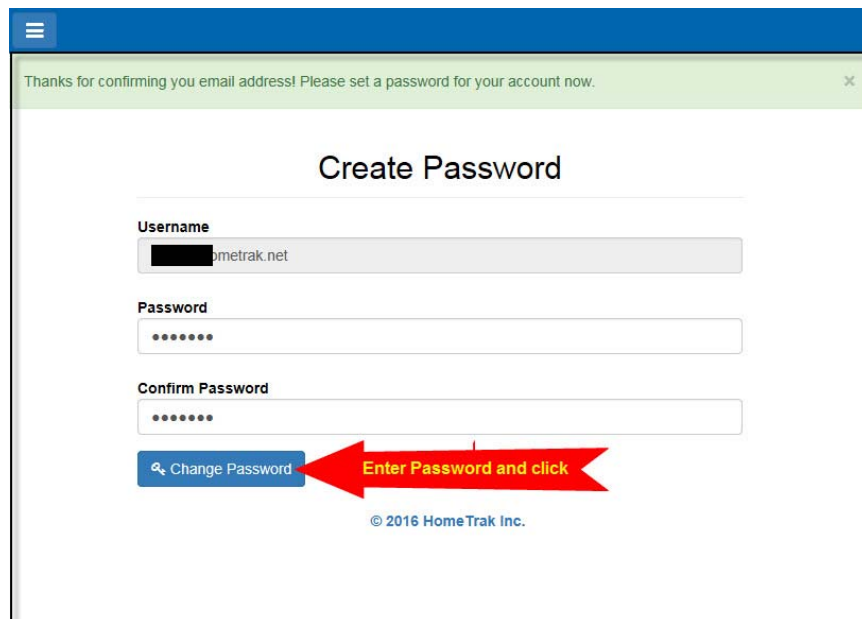 Thanks for confirming you email address! Please set a password for your account now. ×
Create Password
Username
ometrak.net
Password
•••••••
Confirm Password
•••••••
Change Password
Enter Password and click
© 2016 HomeTrak Inc.